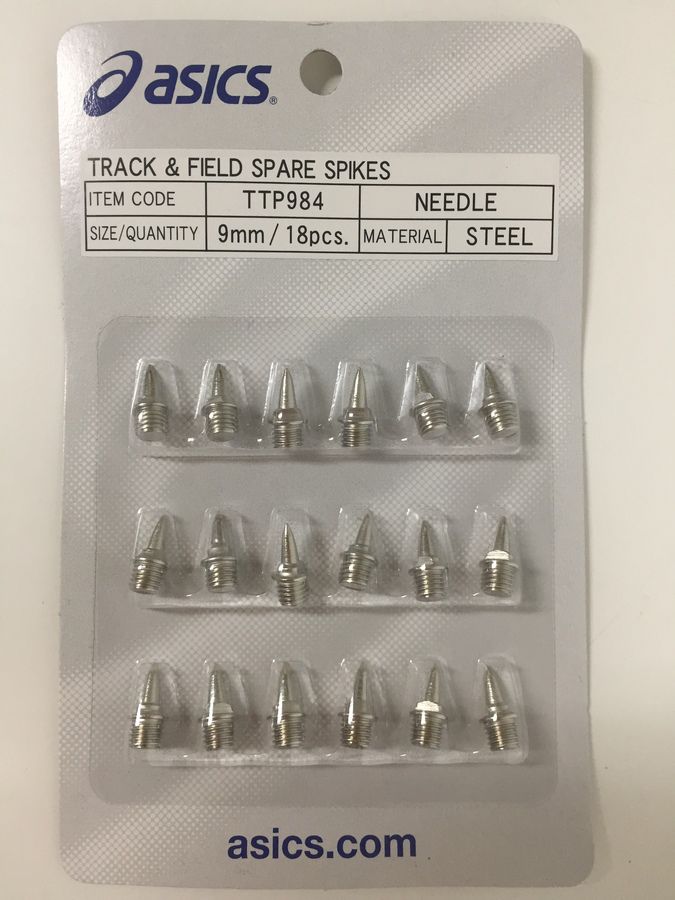 asics®
TRACK & FIELD SPARE SPIKES
ITEM CODE TTP984 NEEDLE
SIZE/QUANTITY 9mm / 18pcs. MATERIAL STEEL
asics.com